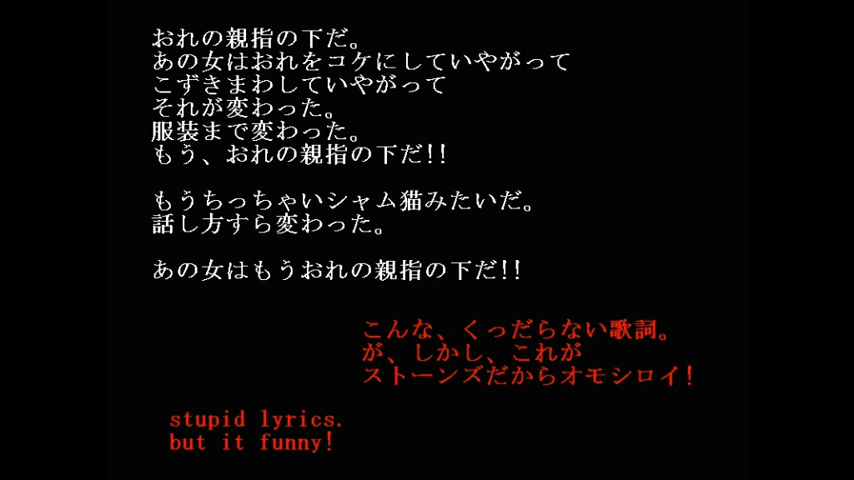 おれの親指の下だ。
あの女はおれをコケにしていやがって
こずきまわしていやがって
それが変わった。
服装まで変わった。
もう、おれの親指の下だ!!
もうちっちゃいシャム猫みたいだ。
話し方すら変わった。
あの女はもうおれの親指の下だ!!
こんな、くっだらない歌詞。
が、しかし、これが
ストーンズだからオモシロイ!
stupid lyrics.
but it funny!